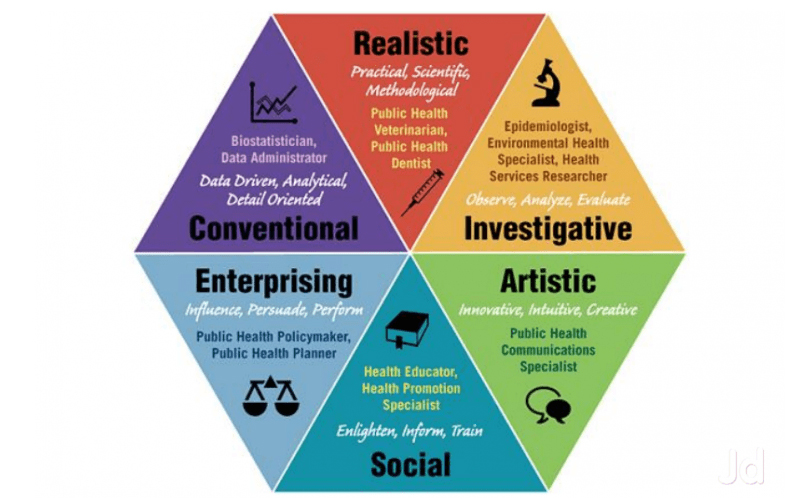 Realistic
Practical, Scientific,
Methodological
Public Health
Veterinarian,
Public Health
Dentist
Epidemiologist,
Environmental Health
Specialist, Health
Services Researcher
Observe, Analyze, Evaluate
Investigative
Artistic
Innovative, Intuitive, Creative
Public Health
Communications
Specialist
Health Educator,
Health Promotion
Specialist
Enlighten, Inform, Train
Social
Enterprising
Influence, Persuade, Perform
Public Health Policymaker,
Public Health Planner
Biostatistician,
Data Administrator
Data Driven, Analytical,
Detail Oriented
Conventional
Jd